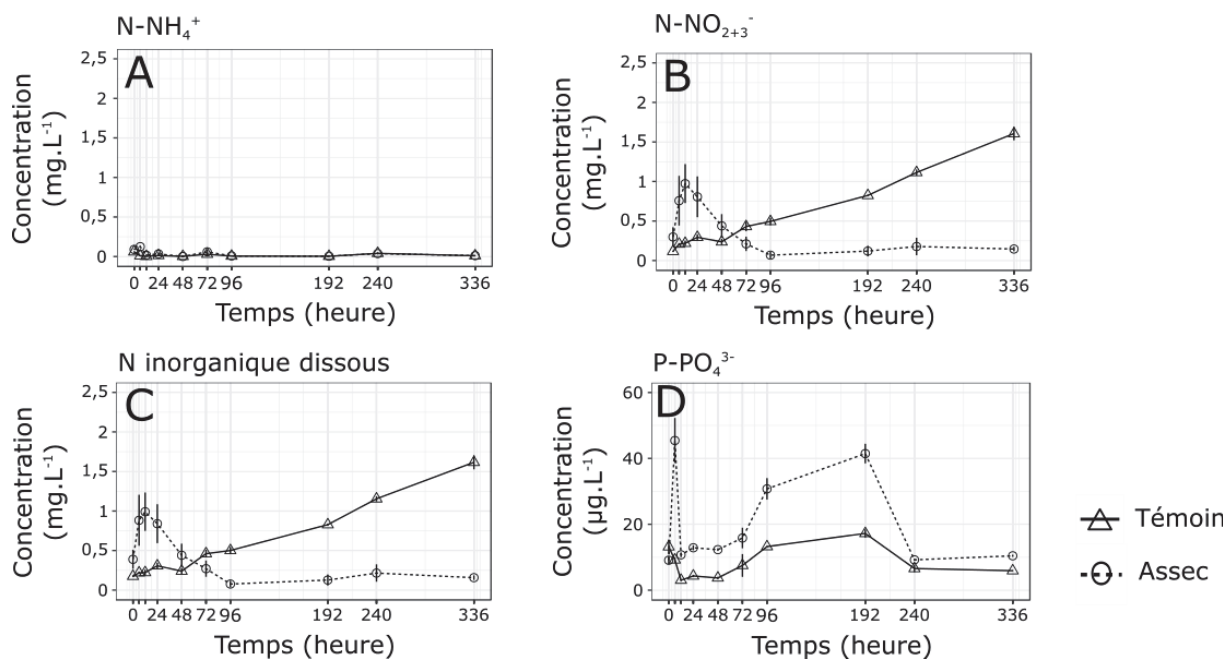 N-NH₄⁺
A
Concentration
(mg.L⁻¹)
2,5
2
1,5
1
0,5
0
0 24 48 72 96 192 240 336
Temps (heure)
N-NO₂₊₃⁻
B
Concentration
(mg.L⁻¹)
2,5
2
1,5
1
0,5
0
0 24 48 72 96 192 240 336
Temps (heure)
N inorganique dissous
C
Concentration
(mg.L⁻¹)
2,5
2
1,5
1
0,5
0
0 24 48 72 96 192 240 336
Temps (heure)
P-PO₄³⁻
D
Concentration
(µg.L⁻¹)
60
40
20
0
0 24 48 72 96 192 240 336
Temps (heure)
Témoin
Assec